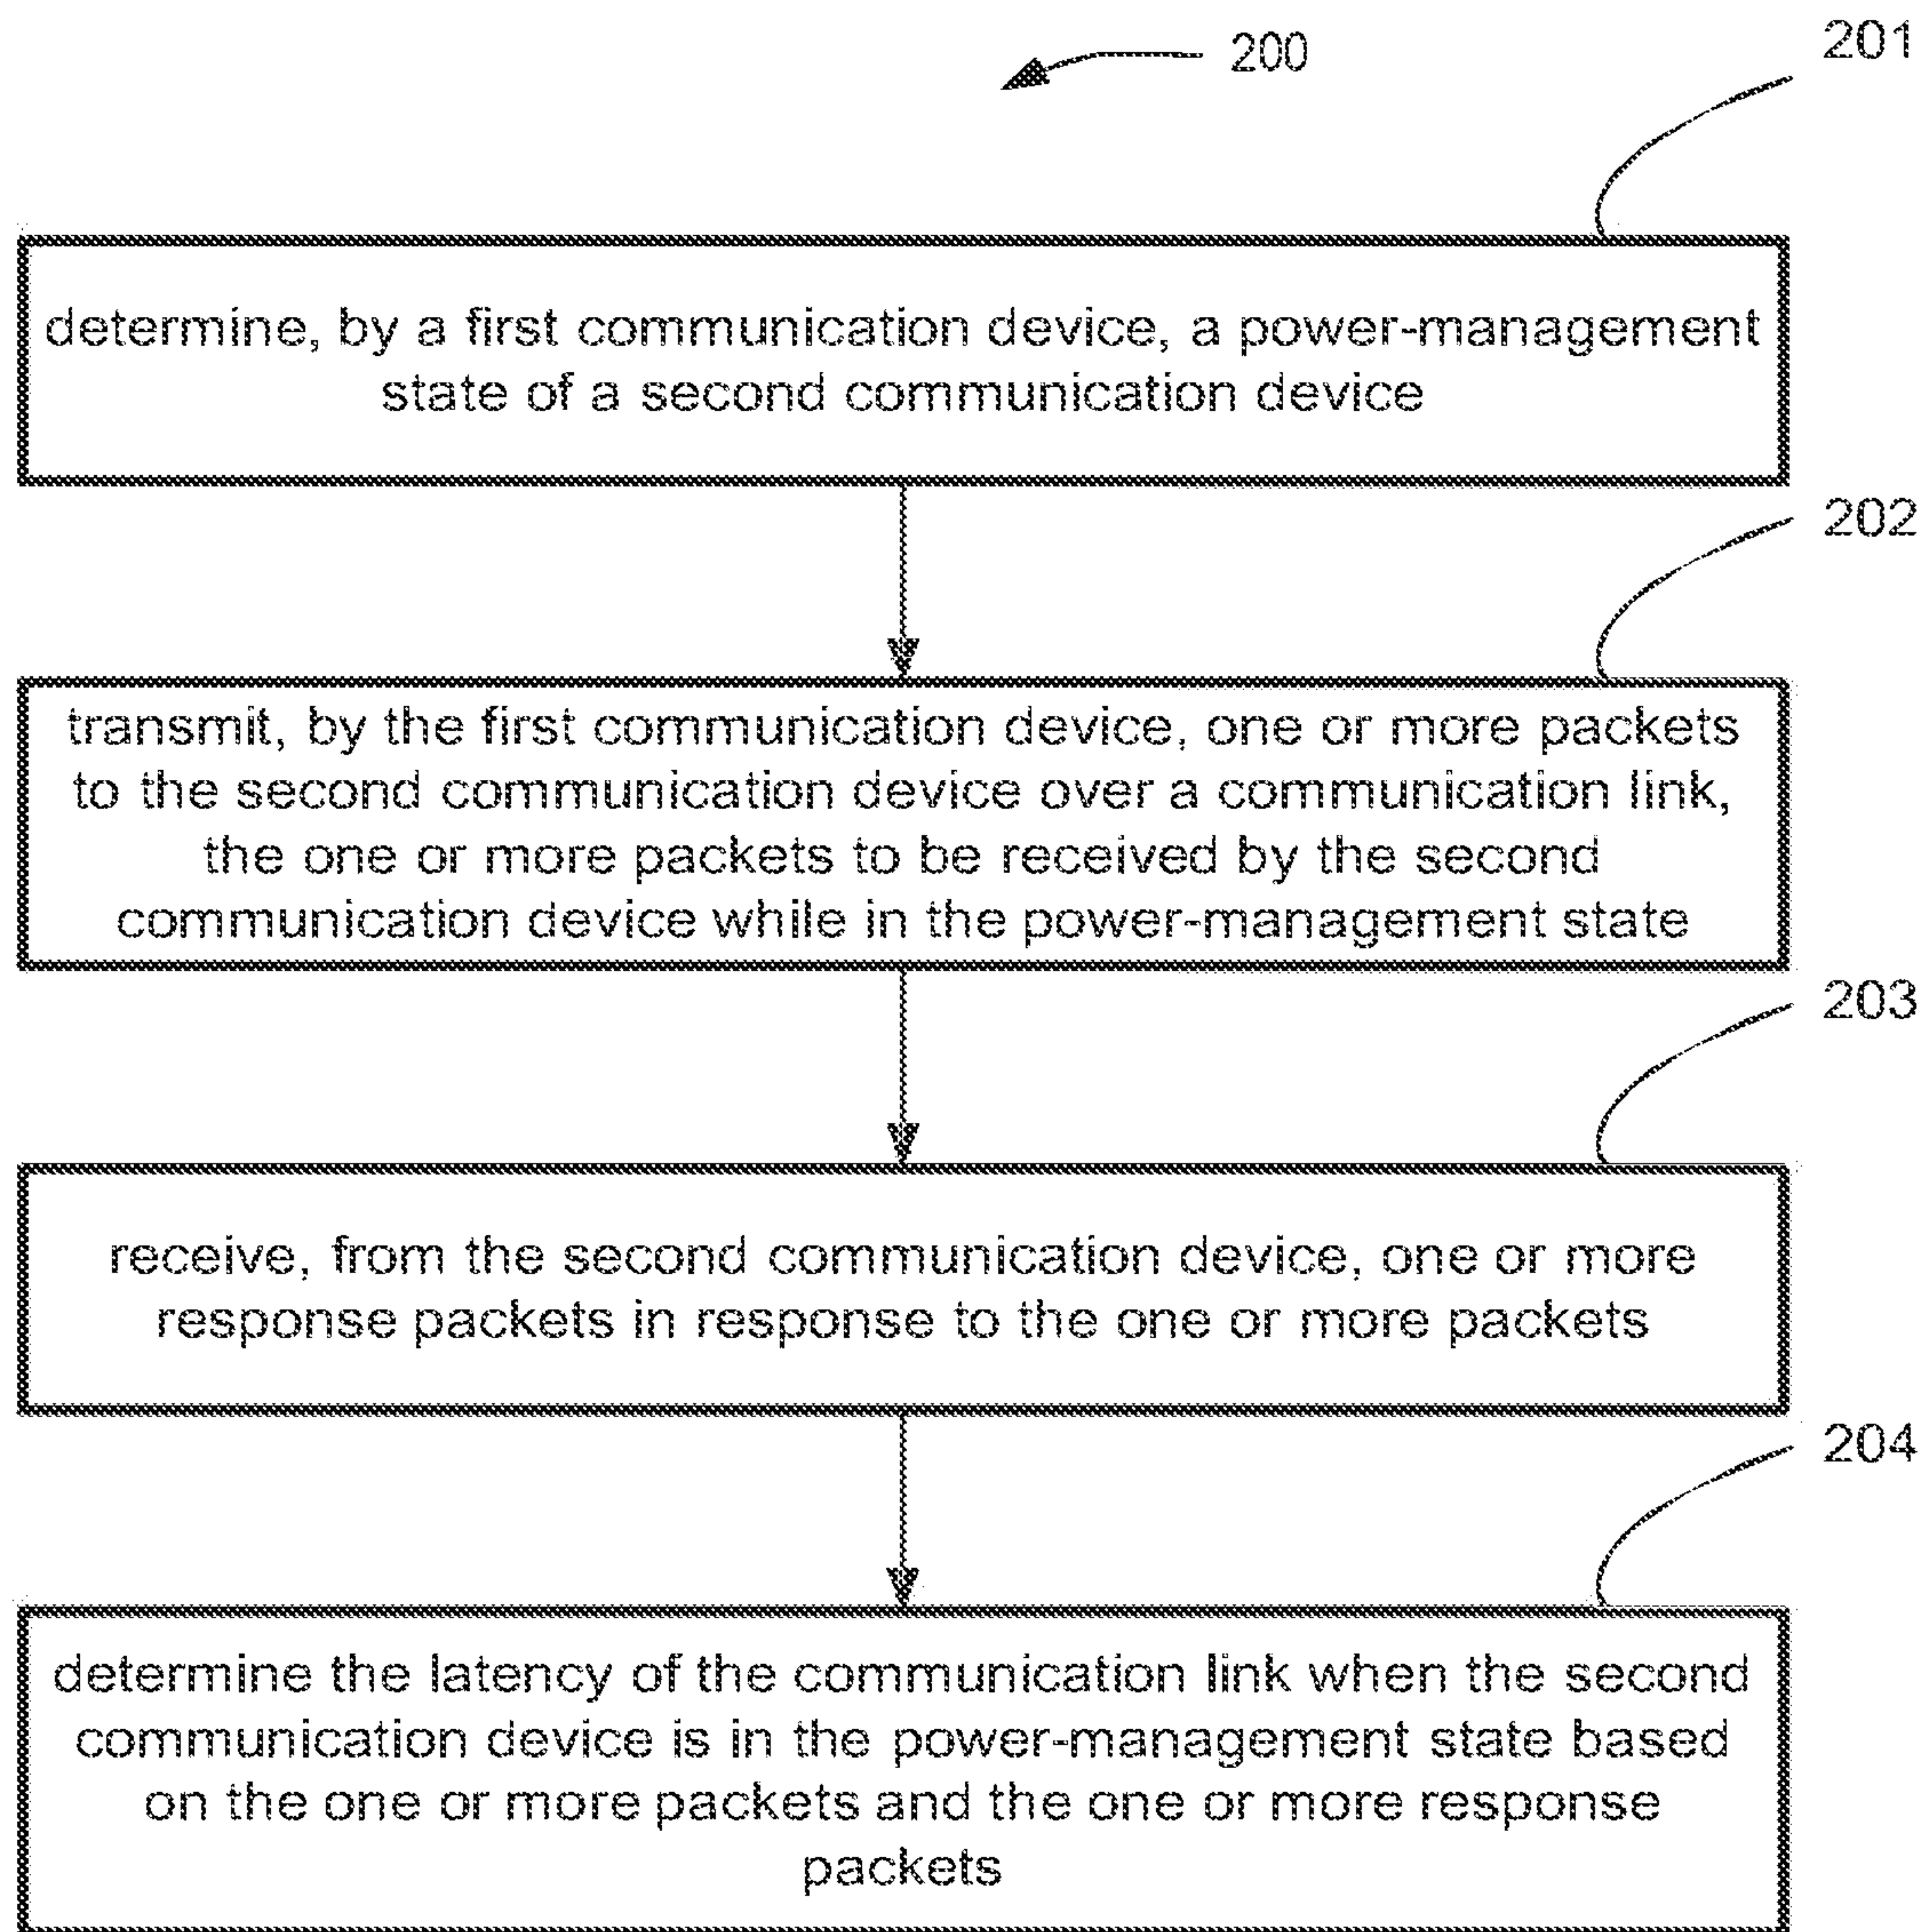 200
201
determine, by a first communication device, a power-management
state of a second communication device
202
transmit, by the first communication device, one or more packets
to the second communication device over a communication link,
the one or more packets to be received by the second
communication device while in the power-management state
203
receive, from the second communication device, one or more
response packets in response to the one or more packets
204
determine the latency of the communication link when the second
communication device is in the power-management state based
on the one or more packets and the one or more response
packets